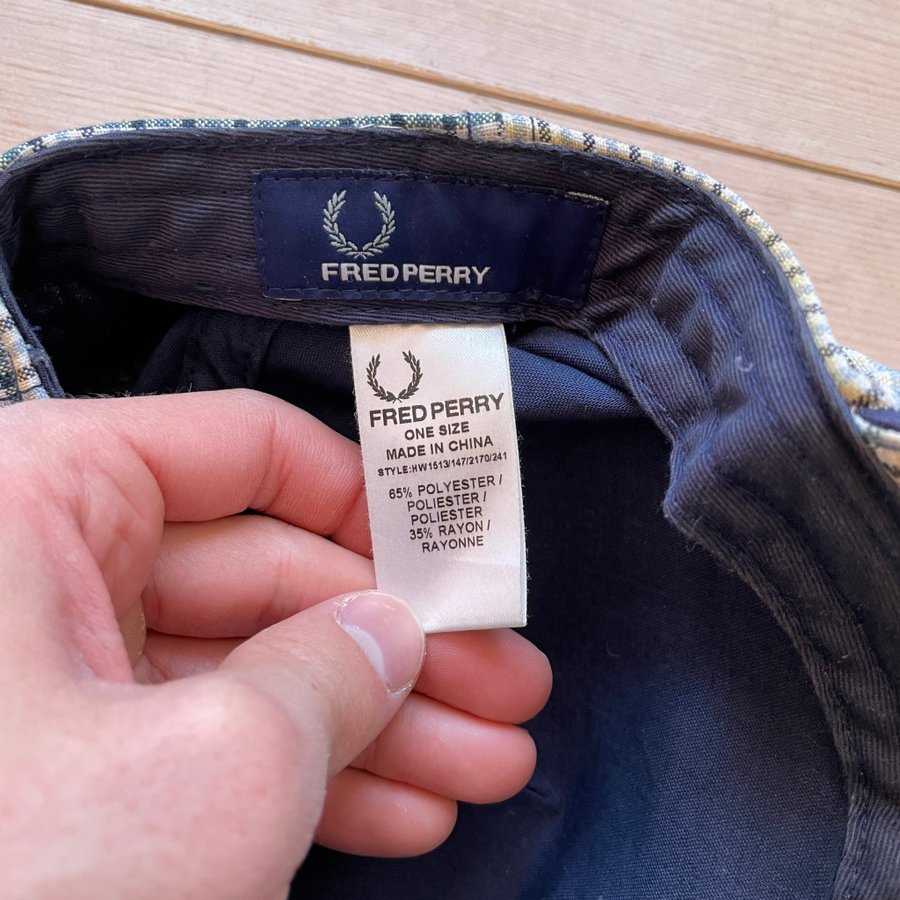 FRED PERRY
FRED PERRY
ONE SIZE
MADE IN CHINA
STYLE:HW1513/147/2170/241
65% POLYESTER /
POLIESTER /
POLIESTER
35% RAYON /
RAYONNE